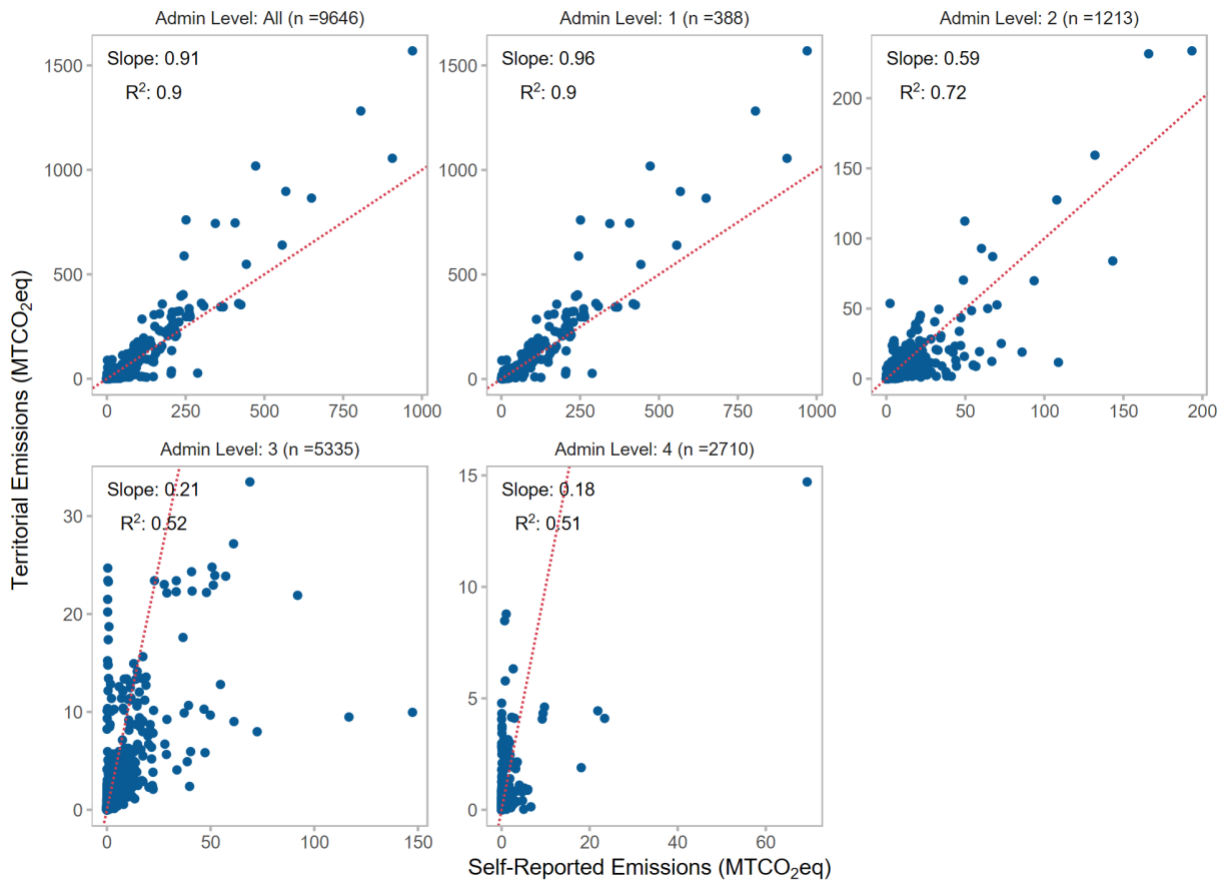 Admin Level: All (n =9646)
Admin Level: 1 (n =388)
Admin Level: 2 (n =1213)
Slope: 0.91
R²: 0.9
1500
1000
500
0
0
250
500
750
1000
Slope: 0.96
R²: 0.9
1500
1000
500
0
0
250
500
750
1000
Slope: 0.59
R²: 0.72
200
150
100
50
0
0
50
100
150
200
Territorial Emissions (MTCO₂eq)
Admin Level: 3 (n =5335)
Admin Level: 4 (n =2710)
Slope: 0.21
R²: 0.52
30
20
10
0
0
50
100
150
Slope: 0.18
R²: 0.51
15
10
5
0
0
20
40
60
Self-Reported Emissions (MTCO₂eq)